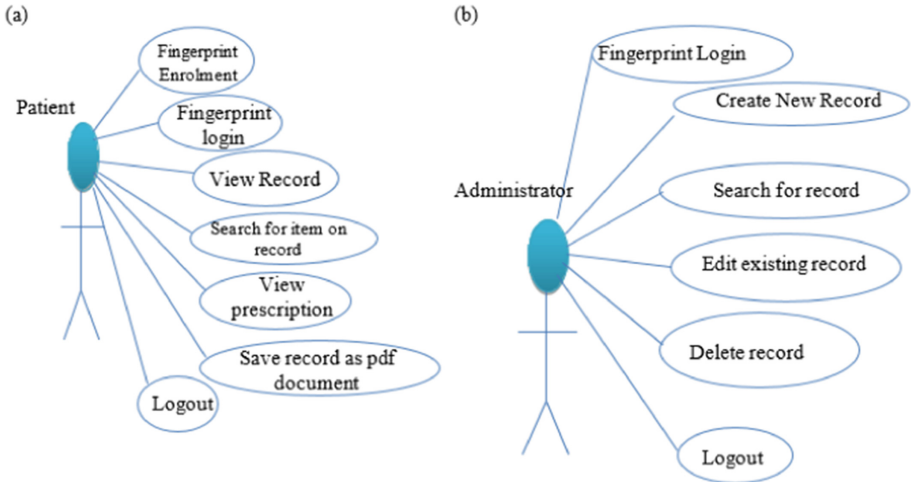 (a)
Patient
Fingerprint
Enrolment
Fingerprint
login
View Record
Search for item on
record
View
prescription
Save record as pdf
document
Logout
(b)
Administrator
Fingerprint Login
Create New Record
Search for record
Edit existing record
Delete record
Logout